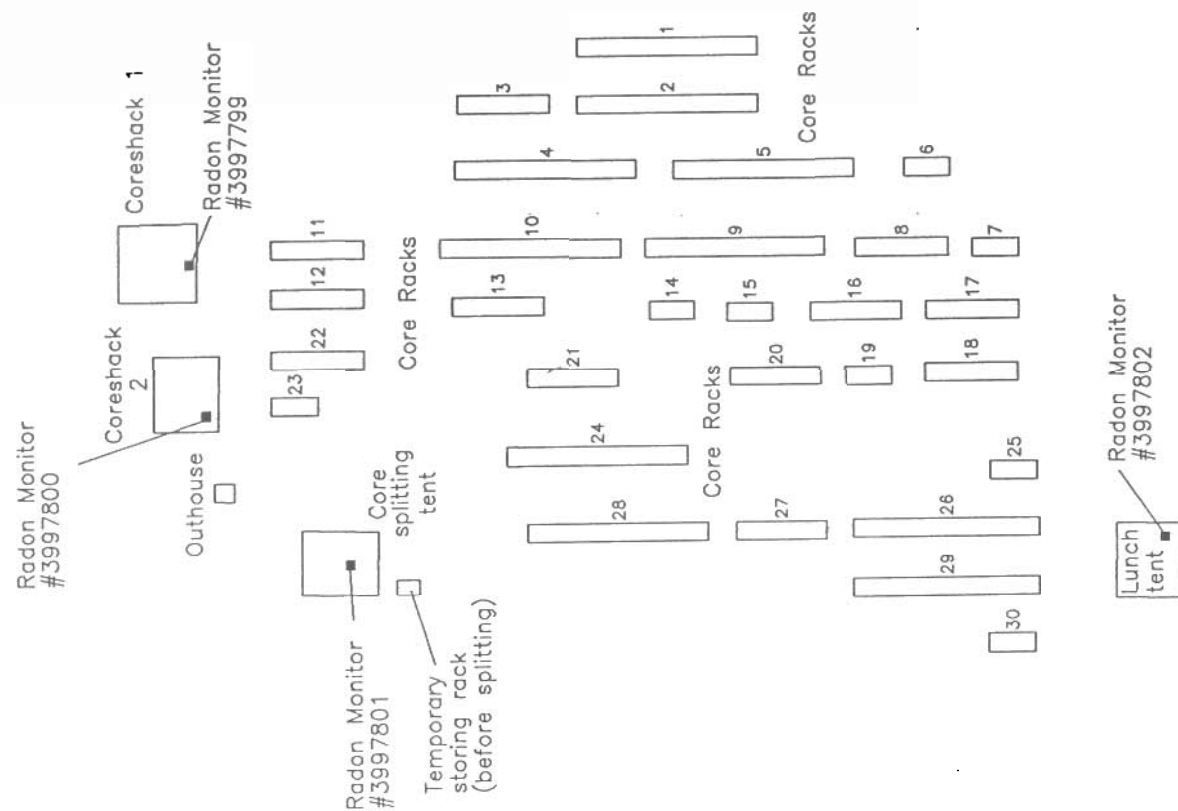 Coreshack 1
Radon Monitor
#3997799
Coreshack
2
Radon Monitor
#3997800
Outhouse
Core
splitting
tent
Radon Monitor
#3997801
Temporary
storing rack
(before splitting)
Core Racks
Core Racks
Core Racks
1
2
3
4
5
6
7
8
9
10
11
12
13
14
15
16
17
18
19
20
21
22
23
24
25
26
27
28
29
30
Lunch
tent
Radon Monitor
#3997802